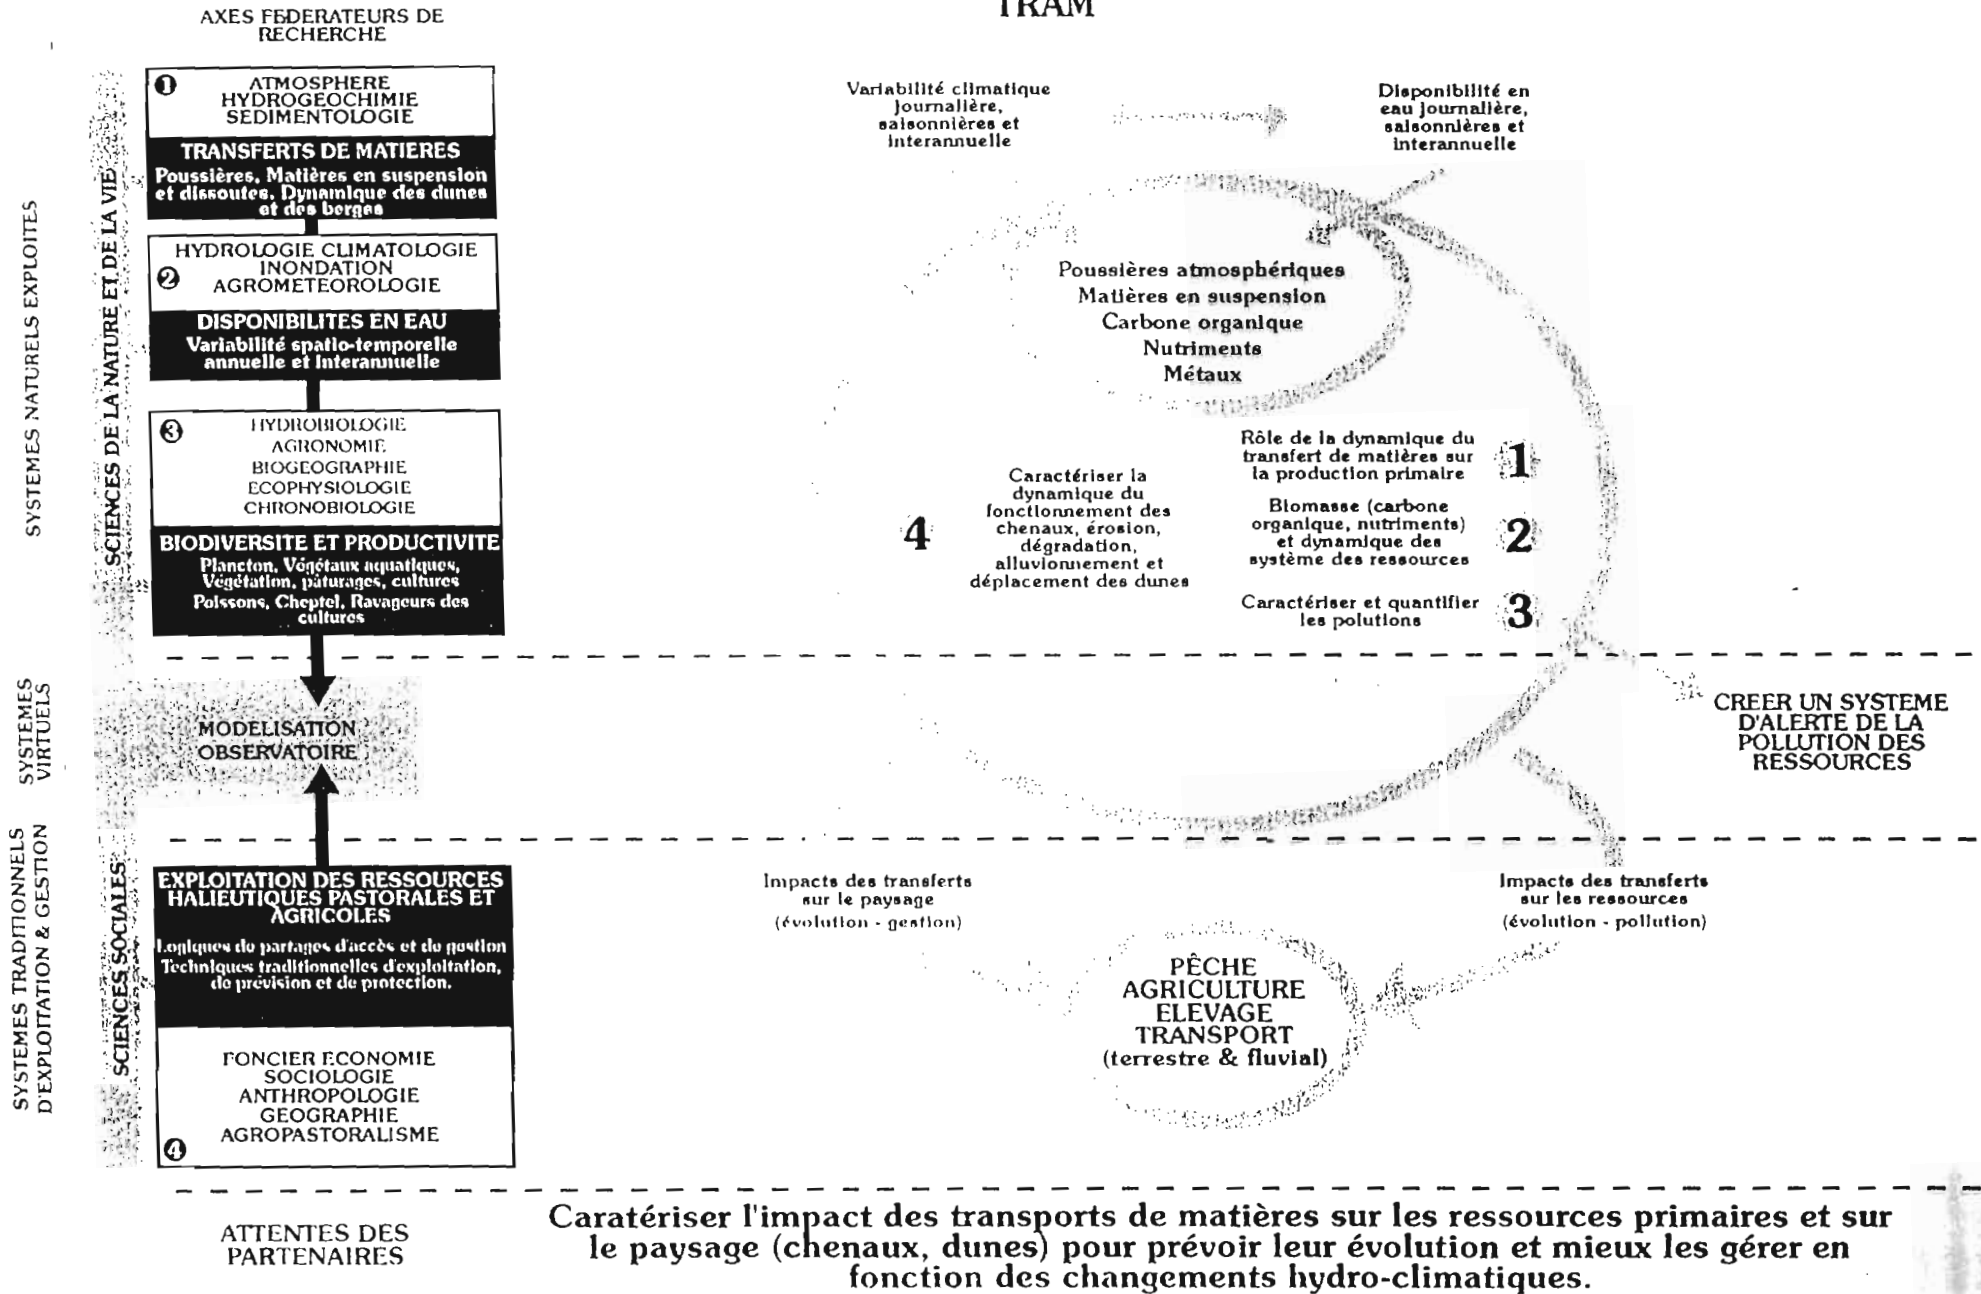 AXES FEDERATEURS DE
RECHERCHE
TRAM
SYSTEMES NATURELS EXPLOITES
SCIENCES DE LA NATURE ET DE LA VIE
1
ATMOSPHERE
HYDROGEOCHIMIE
SEDIMENTOLOGIE
TRANSFERTS DE MATIERES
Poussières, Matières en suspension
et dissoutes, Dynamique des dunes
et des berges
HYDROLOGIE CLIMATOLOGIE
INONDATION
2
AGROMETEOROLOGIE
DISPONIBILITES EN EAU
Variabilité spatio-temporelle
annuelle et interannuelle
3
HYDROBIOLOGIE
AGRONOMIE
BIOGEOGRAPHIE
ECOPHYSIOLOGIE
CHRONOBIOLOGIE
BIODIVERSITE ET PRODUCTIVITE
Plancton, Végétaux aquatiques,
Végétation, pâturages, cultures
Poissons, Cheptel, Ravageurs des
cultures
Variabilité climatique
journalière,
saisonnières et
interannuelle
Disponibilité en
eau journalière,
saisonnières et
interannuelle
Poussières atmosphériques
Matières en suspension
Carbone organique
Nutriments
Métaux
4
Caractériser la
dynamique du
fonctionnement des
chenaux, érosion,
dégradation,
alluvionnement et
déplacement des dunes
Rôle de la dynamique du
transfert de matières sur
la production primaire
1
Biomasse (carbone
organique, nutriments)
et dynamique des
système des ressources
2
Caractériser et quantifier
les polutions
3
SYSTEMES
VIRTUELS
MODELISATION
OBSERVATOIRE
CREER UN SYSTEME
D'ALERTE DE LA
POLLUTION DES
RESSOURCES
SYSTEMES TRADITIONNELS
D'EXPLOITATION & GESTION
SCIENCES SOCIALES
EXPLOITATION DES RESSOURCES
HALIEUTIQUES PASTORALES ET
AGRICOLES
Logiques de partages d'accès et de gestion
Techniques traditionnelles d'exploitation,
de prévision et de protection.
FONCIER ECONOMIE
SOCIOLOGIE
ANTHROPOLOGIE
GEOGRAPHIE
AGROPASTORALISME
4
Impacts des transferts
sur le paysage
(évolution - gestion)
Impacts des transferts
sur les ressources
(évolution - pollution)
PÊCHE
AGRICULTURE
ELEVAGE
TRANSPORT
(terrestre & fluvial)
ATTENTES DES
PARTENAIRES
Caratériser l'impact des transports de matières sur les ressources primaires et sur
le paysage (chenaux, dunes) pour prévoir leur évolution et mieux les gérer en
fonction des changements hydro-climatiques.